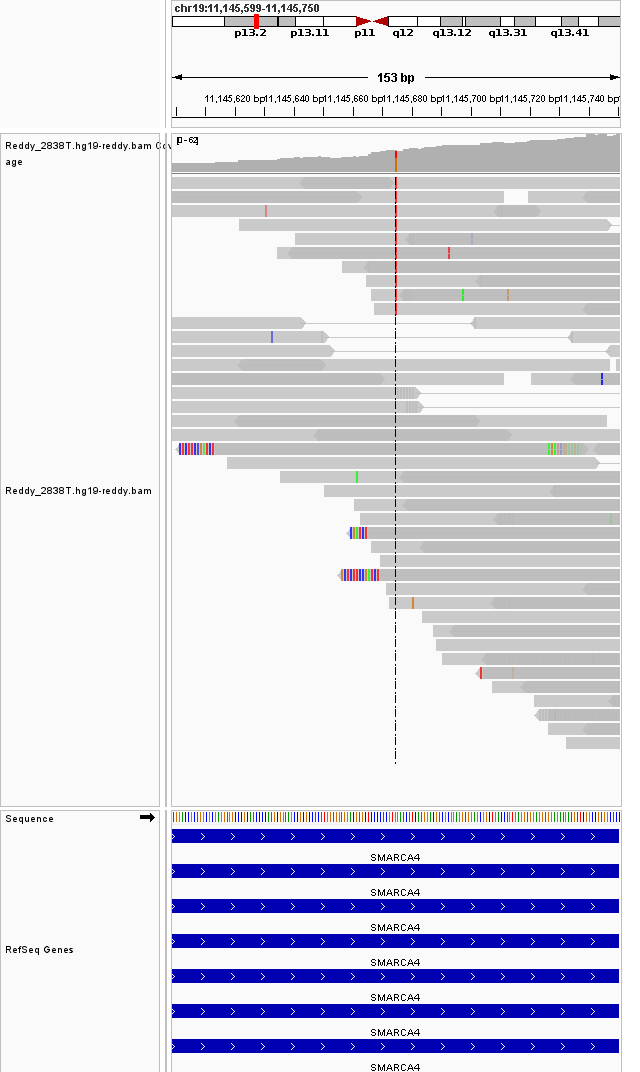 chr19:11,145,599-11,145,750
p13.2 p13.11 p11 q12 q13.12 q13.31 q13.41
153 bp
11,145,620 bp 11,145,640 bp 11,145,660 bp 11,145,680 bp 11,145,700 bp 11,145,720 bp 11,145,740 bp
Reddy_2838T.hg19-reddy.bam Cov
age
[0-62]
Reddy_2838T.hg19-reddy.bam
Sequence
SMARCA4
SMARCA4
SMARCA4
RefSeq Genes
SMARCA4
SMARCA4
SMARCA4
SMARCA4